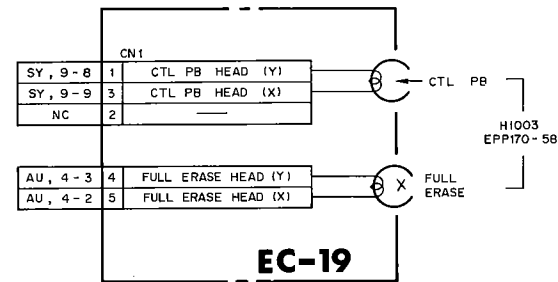 CN1
SY, 9-8 1 CTL PB HEAD (Y)
SY, 9-9 3 CTL PB HEAD (X)
NC 2 —
CTL PB
H1003
EPP170-58
AU, 4-3 4 FULL ERASE HEAD (Y)
AU, 4-2 5 FULL ERASE HEAD (X)
X
FULL
ERASE
EC-19